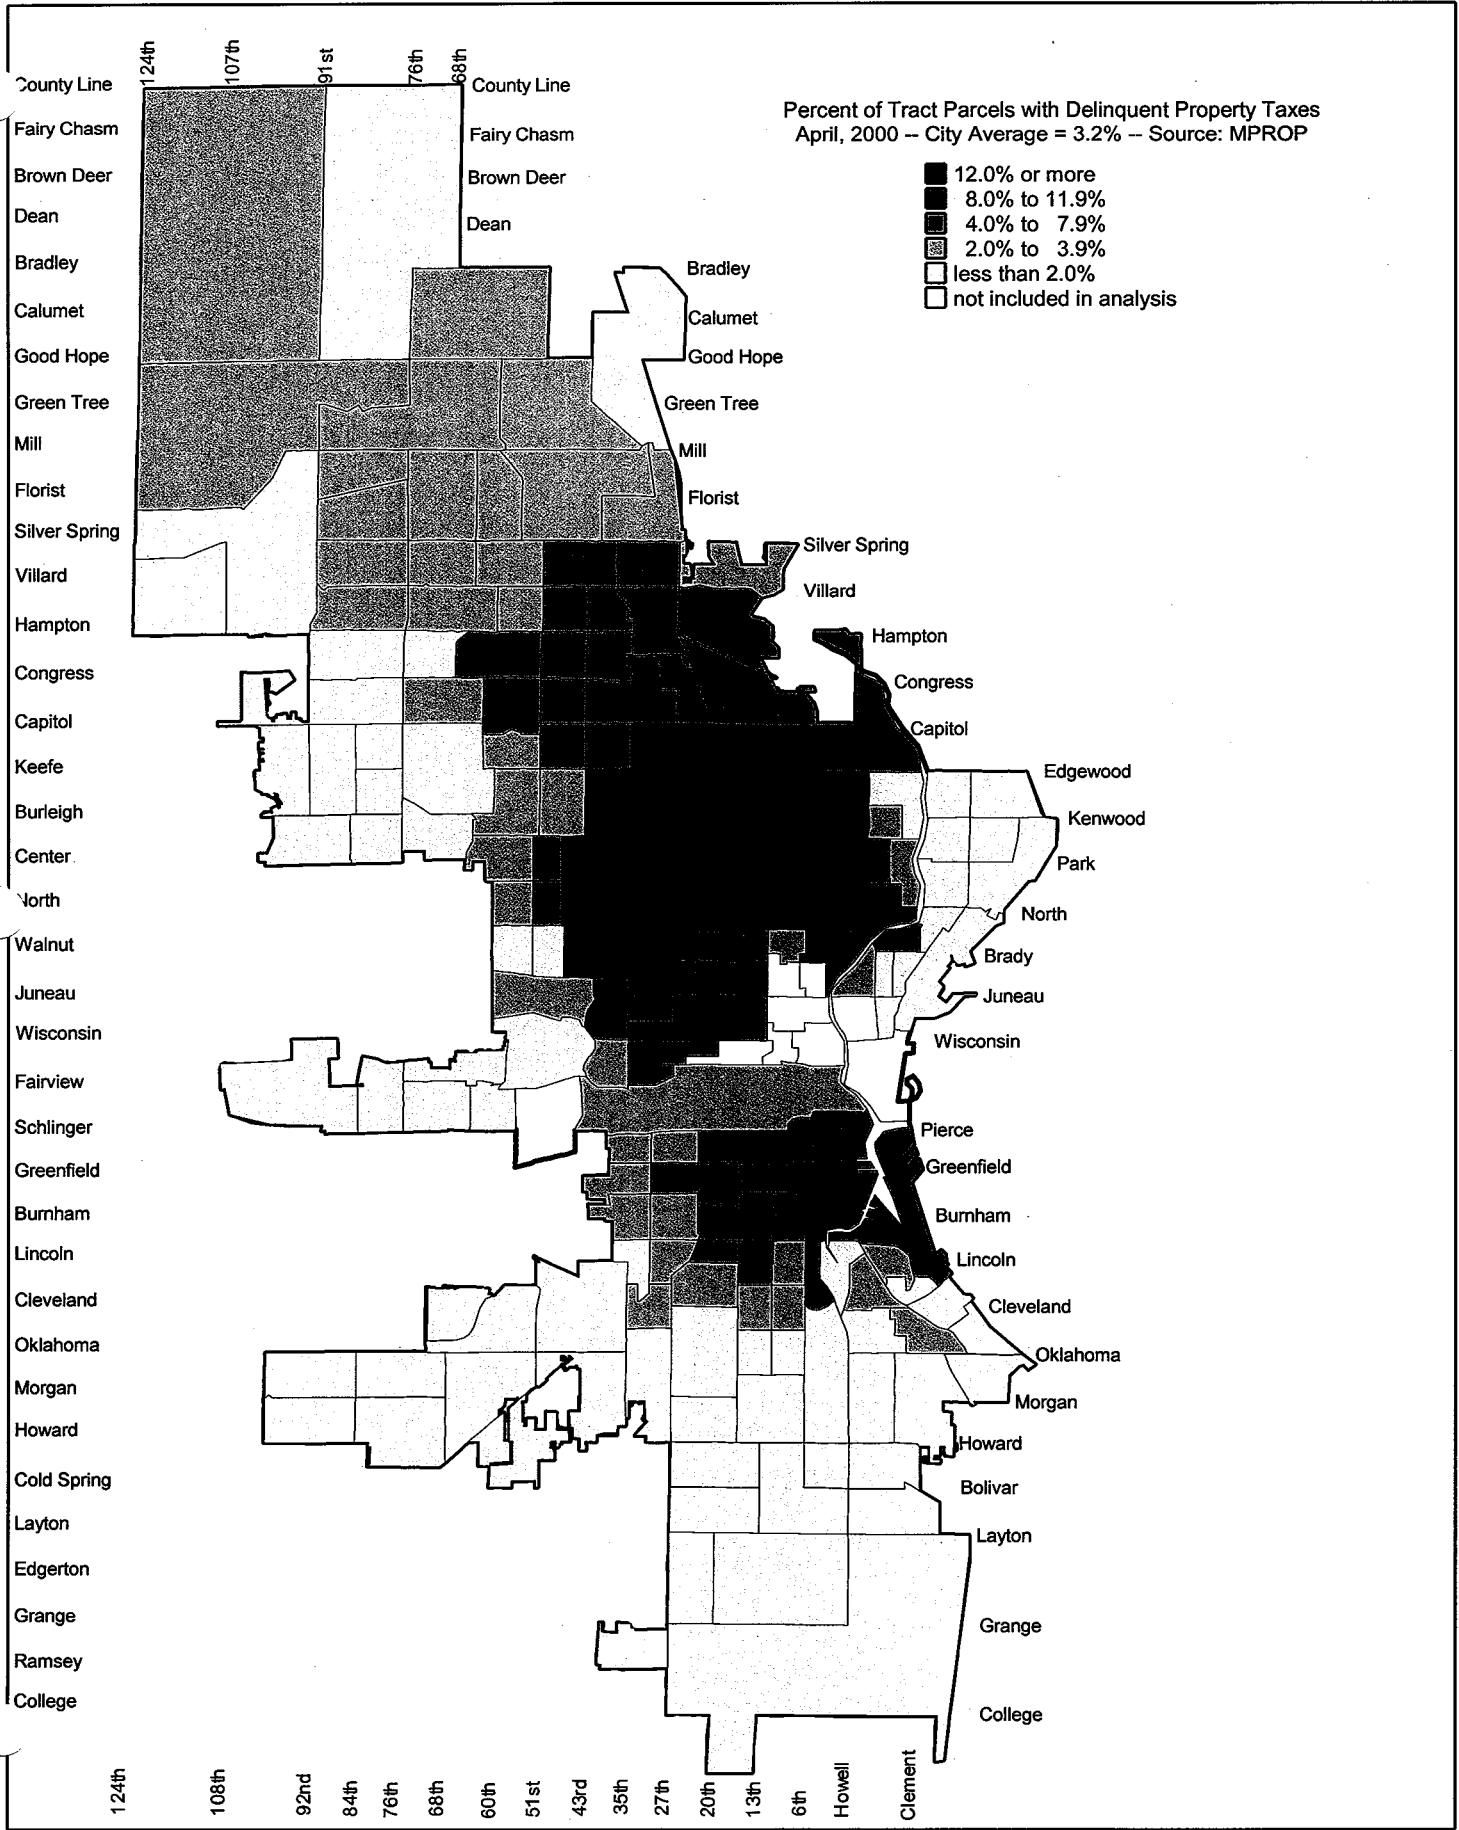 124th
107th
91st
76th
68th
County Line
County Line
Percent of Tract Parcels with Delinquent Property Taxes
April, 2000 -- City Average = 3.2% -- Source: MPROP
Fairy Chasm
Fairy Chasm
12.0% or more
Brown Deer
Brown Deer
8.0% to 11.9%
Dean
Dean
4.0% to 7.9%
2.0% to 3.9%
Bradley
Bradley
less than 2.0%
not included in analysis
Calumet
Calumet
Good Hope
Good Hope
Green Tree
Green Tree
Mill
Mill
Florist
Florist
Silver Spring
Silver Spring
Villard
Villard
Hampton
Hampton
Congress
Congress
Capitol
Capitol
Keefe
Edgewood
Burleigh
Kenwood
Center
Park
North
North
Walnut
Brady
Juneau
Juneau
Wisconsin
Wisconsin
Fairview
Schlinger
Pierce
Greenfield
Greenfield
Burnham
Burnham
Lincoln
Lincoln
Cleveland
Cleveland
Oklahoma
Oklahoma
Morgan
Morgan
Howard
Howard
Cold Spring
Bolivar
Layton
Layton
Edgerton
Grange
Grange
Ramsey
College
College
124th
108th
92nd
84th
76th
68th
60th
51st
43rd
35th
27th
20th
13th
6th
Howell
Clement